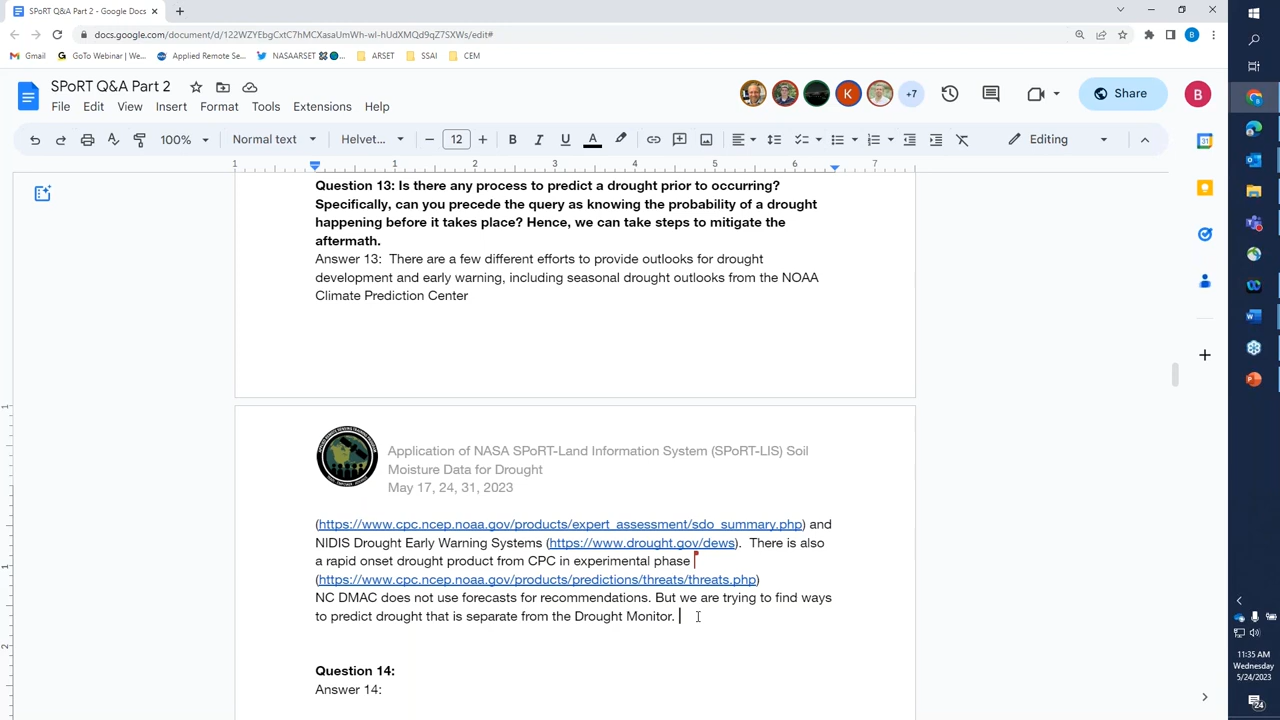 SPoRT Q&A Part 2 - Google Docs
docs.google.com/document/d/122WZYEbgCxtC7hMCXasaUmWh-wI-hUdXMQd9qZ7SXWs/edit#
Gmail GoTo Webinar | We... Applied Remote Se... NASAARSET ARSET SSAI CEM
SPoRT Q&A Part 2
File Edit View Insert Format Tools Extensions Help
K +7 Share B
100% Normal text Helvet... 12 Editing
1 1 2 3 4 5 6 7
Question 13: Is there any process to predict a drought prior to occurring?
Specifically, can you precede the query as knowing the probability of a drought
happening before it takes place? Hence, we can take steps to mitigate the
aftermath.
Answer 13: There are a few different efforts to provide outlooks for drought
development and early warning, including seasonal drought outlooks from the NOAA
Climate Prediction Center
Application of NASA SPoRT-Land Information System (SPoRT-LIS) Soil
Moisture Data for Drought
May 17, 24, 31, 2023
(https://www.cpc.ncep.noaa.gov/products/expert_assessment/sdo_summary.php) and
NIDIS Drought Early Warning Systems (https://www.drought.gov/dews). There is also
a rapid onset drought product from CPC in experimental phase
(https://www.cpc.ncep.noaa.gov/products/predictions/threats/threats.php)
NC DMAC does not use forecasts for recommendations. But we are trying to find ways
to predict drought that is separate from the Drought Monitor.
Question 14:
Answer 14:
11:35 AM
Wednesday
5/24/2023
24